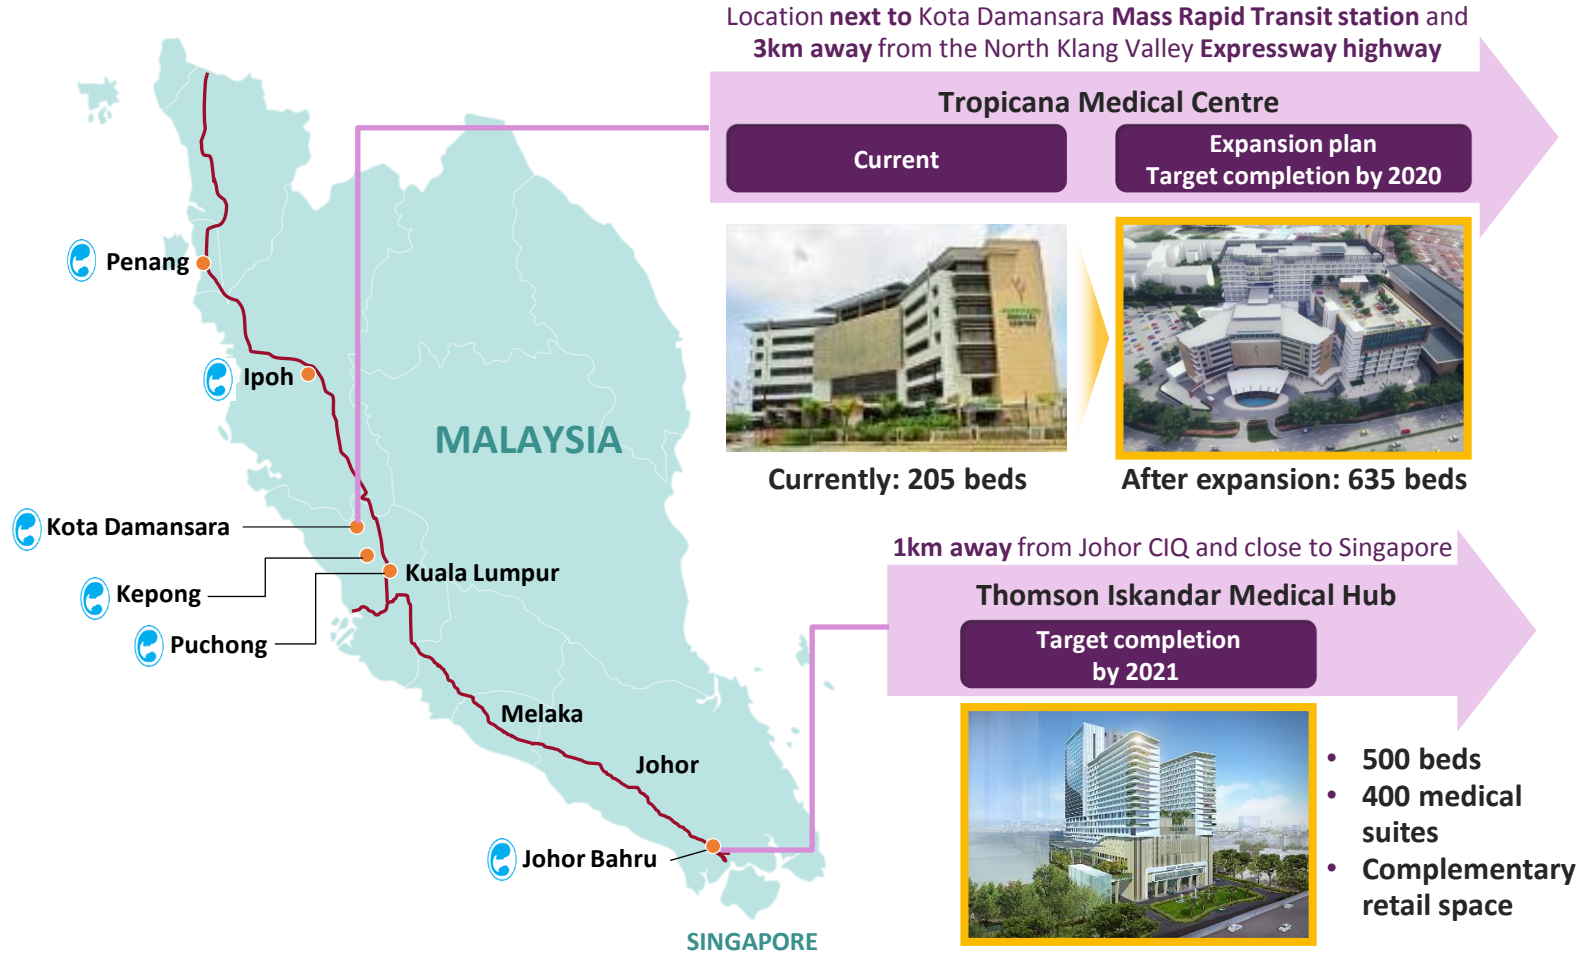 Location next to Kota Damansara Mass Rapid Transit station and
3km away from the North Klang Valley Expressway highway
Tropicana Medical Centre
Current
Expansion plan
Target completion by 2020
Currently: 205 beds
After expansion: 635 beds
Penang
Ipoh
MALAYSIA
Kota Damansara
Kepong
Kuala Lumpur
Puchong
Melaka
Johor
Johor Bahru
SINGAPORE
1km away from Johor CIQ and close to Singapore
Thomson Iskandar Medical Hub
Target completion
by 2021
• 500 beds
• 400 medical
suites
• Complementary
retail space